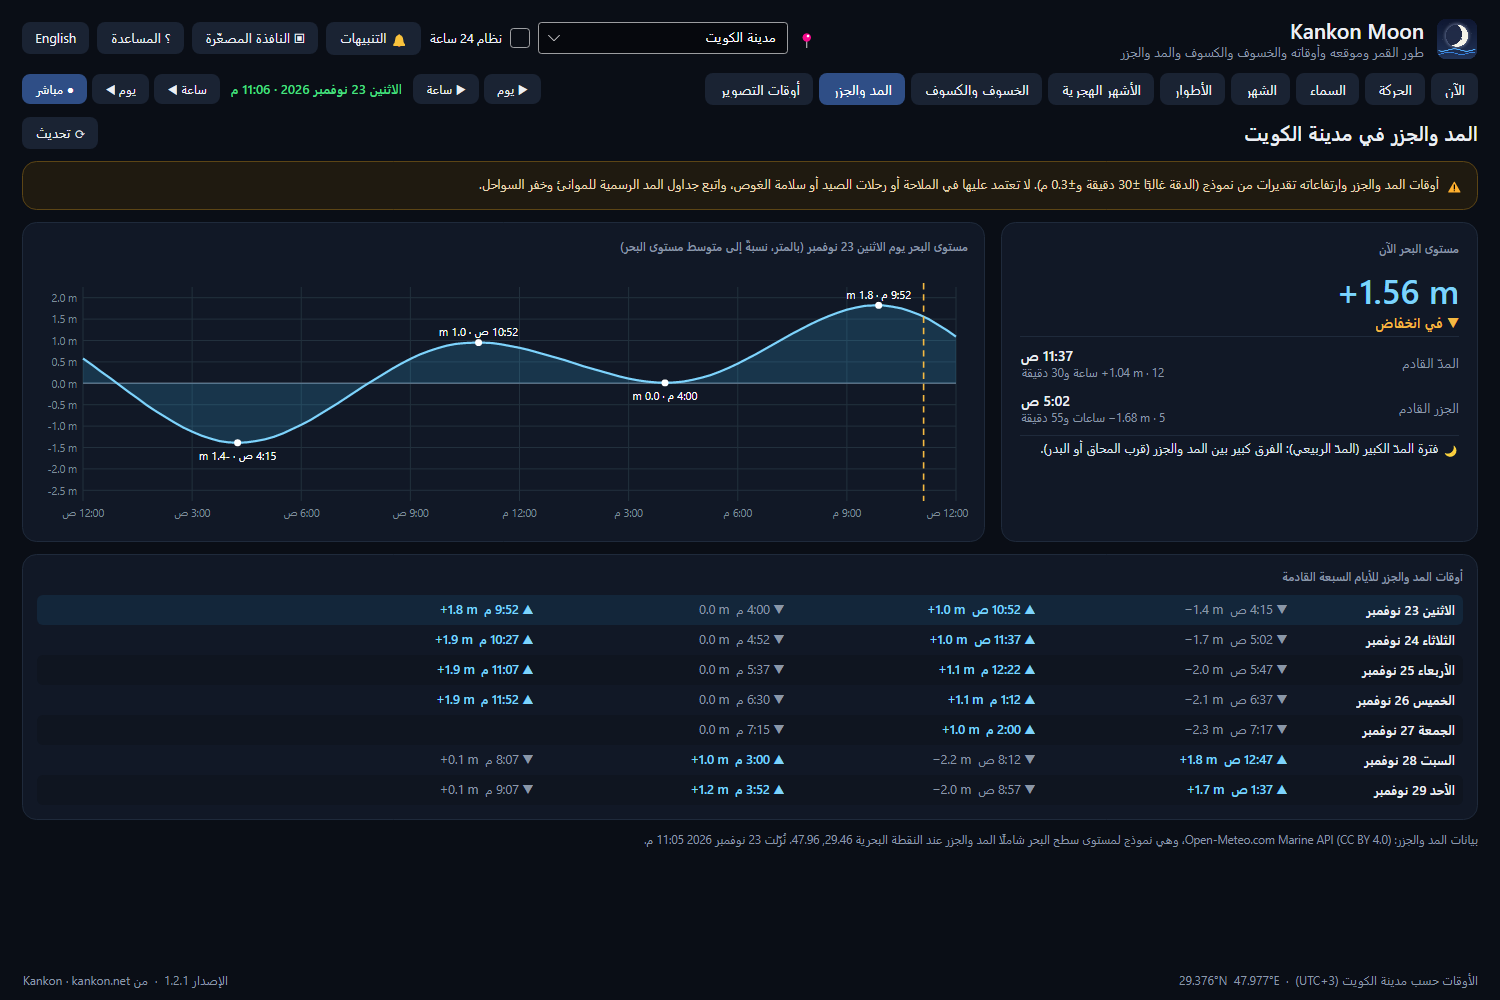 Kankon Moon
طور القمر وموقعه وأوقاته والخسوف والكسوف والمد والجزر
مدينة الكويت
نظام 24 ساعة
التنبيهات
▣ النافذة المصغّرة
؟ المساعدة
English
الآن
الحركة
السماء
الشهر
الأطوار
الأشهر الهجرية
الخسوف والكسوف
المد والجزر
أوقات التصوير
▶ يوم
▶ ساعة
الاثنين 23 نوفمبر 2026 · 11:06 م
ساعة ◀
يوم ◀
● مباشر
المد والجزر في مدينة الكويت
⟳ تحديث
⚠ أوقات المد والجزر وارتفاعاته تقديرات من نموذج (الدقة غالبًا ±30 دقيقة و±0.3 م). لا تعتمد عليها في الملاحة أو رحلات الصيد أو سلامة الغوص، واتبع جداول المد الرسمية للموانئ وخفر السواحل.
مستوى البحر الآن
+1.56 m
▼ في انخفاض
المدّ القادم
11:37 ص
+1.04 m · 12 ساعة و30 دقيقة
الجزر القادم
5:02 ص
−1.68 m · 5 ساعات و55 دقيقة
🌙 فترة المدّ الكبير (المدّ الربيعي): الفرق كبير بين المد والجزر (قرب المحاق أو البدر).
مستوى البحر يوم الاثنين 23 نوفمبر (بالمتر، نسبةً إلى متوسط مستوى البحر)
2.0 m
1.5 m
1.0 m
0.5 m
0.0 m
-0.5 m
-1.0 m
-1.5 m
-2.0 m
-2.5 m
4:15 ص · -1.4 m
10:52 ص · 1.0 m
4:00 م · 0.0 m
9:52 م · 1.8 m
12:00 ص
3:00 ص
6:00 ص
9:00 ص
12:00 م
3:00 م
6:00 م
9:00 م
12:00 ص
أوقات المد والجزر للأيام السبعة القادمة
الاثنين 23 نوفمبر ▼ 4:15 ص −1.4 m ▲ 10:52 ص +1.0 m ▼ 4:00 م 0.0 m ▲ 9:52 م +1.8 m
الثلاثاء 24 نوفمبر ▼ 5:02 ص −1.7 m ▲ 11:37 ص +1.0 m ▼ 4:52 م 0.0 m ▲ 10:27 م +1.9 m
الأربعاء 25 نوفمبر ▼ 5:47 ص −2.0 m ▲ 12:22 م +1.1 m ▼ 5:37 م 0.0 m ▲ 11:07 م +1.9 m
الخميس 26 نوفمبر ▼ 6:37 ص −2.1 m ▲ 1:12 م +1.1 m ▼ 6:30 م 0.0 m ▲ 11:52 م +1.9 m
الجمعة 27 نوفمبر ▼ 7:17 ص −2.3 m ▲ 2:00 م +1.0 m ▼ 7:15 م 0.0 m
السبت 28 نوفمبر ▲ 12:47 ص +1.8 m ▼ 8:12 ص −2.2 m ▲ 3:00 م +1.0 m ▼ 8:07 م +0.1 m
الأحد 29 نوفمبر ▲ 1:37 ص +1.7 m ▼ 8:57 ص −2.0 m ▲ 3:52 م +1.2 m ▼ 9:07 م +0.1 m
بيانات المد والجزر: Open-Meteo.com Marine API (CC BY 4.0)، وهي نموذج لمستوى سطح البحر شاملًا المد والجزر عند النقطة البحرية 29.46, 47.96. نُزّلت 23 نوفمبر 2026 11:05 م.
الأوقات حسب مدينة الكويت (UTC+3) · 29.376°N 47.977°E
الإصدار 1.2.1 · من Kankon · kankon.net